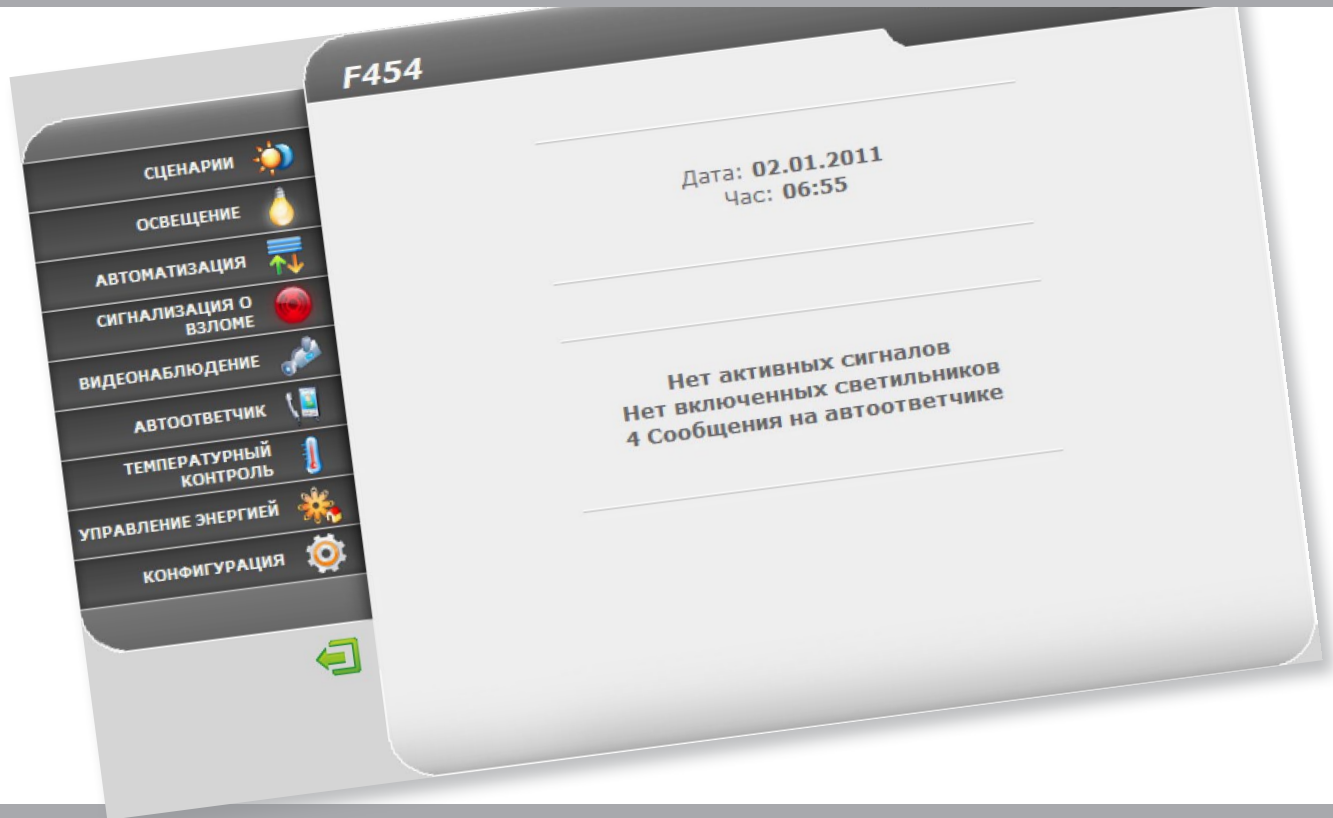 F454
СЦЕНАРИИ
ОСВЕЩЕНИЕ
АВТОМАТИЗАЦИЯ
СИГНАЛИЗАЦИЯ О
ВЗЛОМЕ
ВИДЕОНАБЛЮДЕНИЕ
АВТООТВЕТЧИК
ТЕМПЕРАТУРНЫЙ
КОНТРОЛЬ
УПРАВЛЕНИЕ ЭНЕРГИЕЙ
КОНФИГУРАЦИЯ
Дата: 02.01.2011
Час: 06:55
Нет активных сигналов
Нет включенных светильников
4 Сообщения на автоответчике